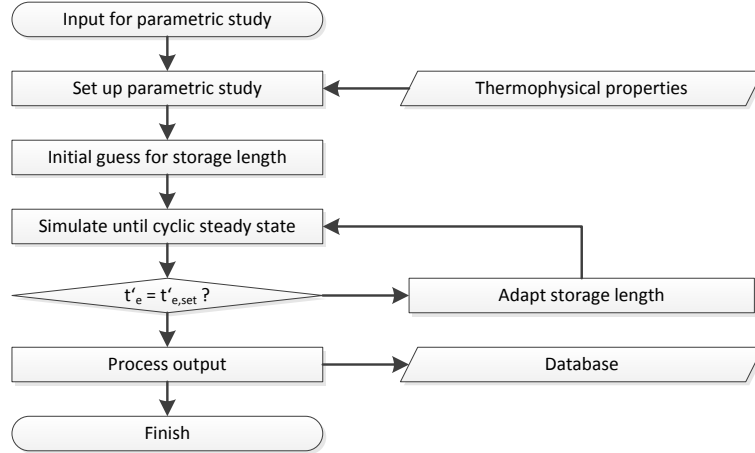 Input for parametric study
Set up parametric study
Thermophysical properties
Initial guess for storage length
Simulate until cyclic steady state
t‘e = t‘e,set ?
Adapt storage length
Process output
Database
Finish